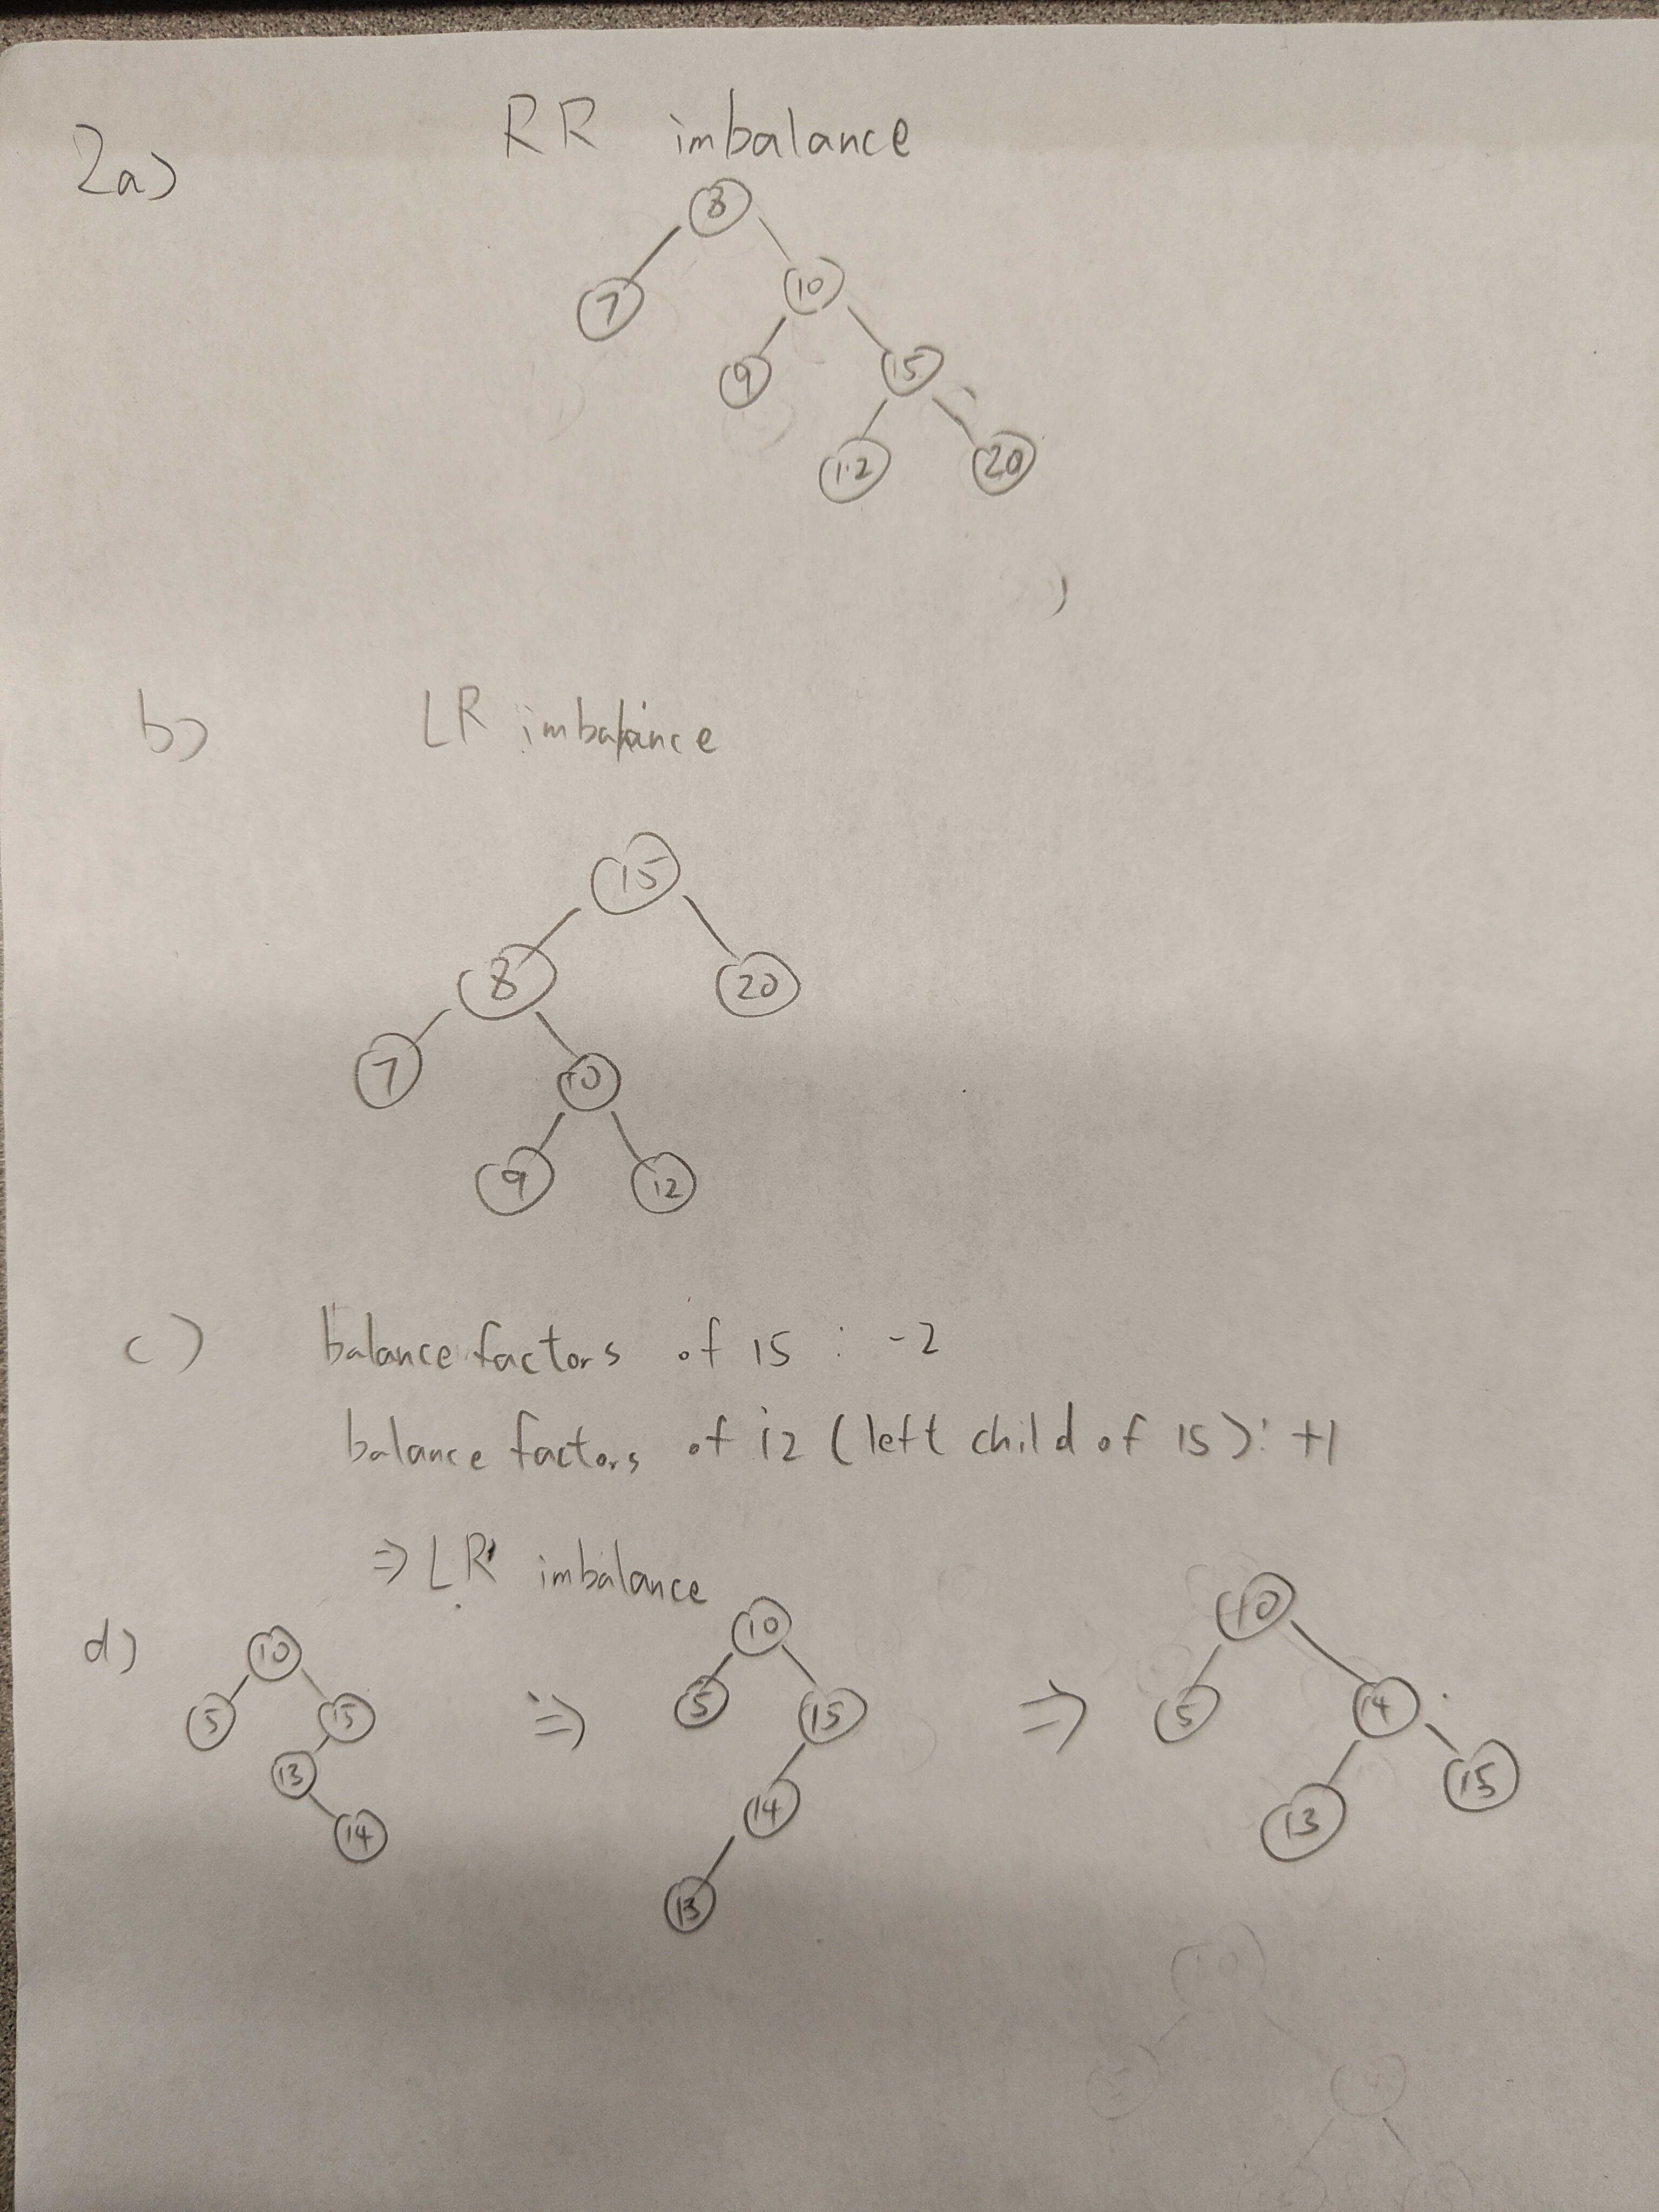 2a) RR imbalance
8
7 10
9 15
12 20
b) LR imbalance
15
8 20
7 10
9 12
c) balance factors of 15 : -2
balance factors of 12 (left child of 15): +1
⇒ LR imbalance
d) 10 ⇒ 10 ⇒ 10
5 15 5 15 5 14
13 14 13 15
14 13